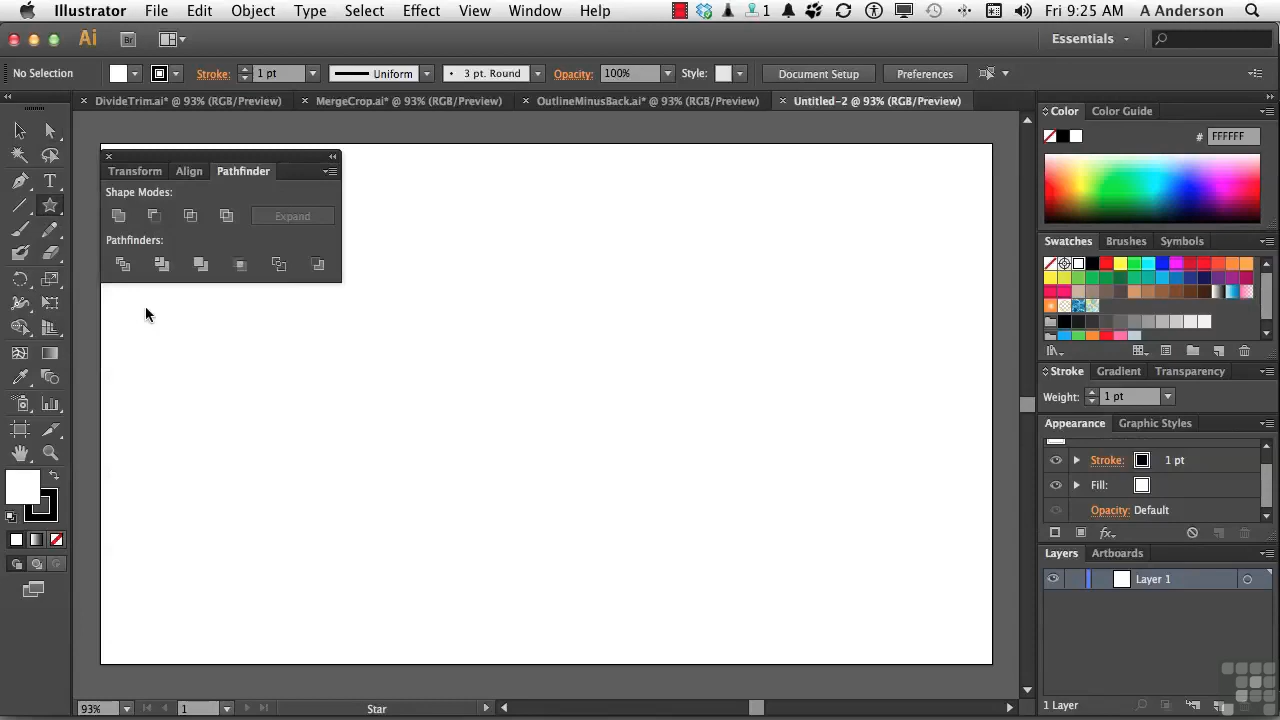 Illustrator File Edit Object Type Select Effect View Window Help 1 Fri 9:25 AM A Anderson
Ai Br Essentials
No Selection Stroke: 1 pt Uniform 3 pt. Round Opacity: 100% Style: Document Setup Preferences
× DivideTrim.ai* @ 93% (RGB/Preview) × MergeCrop.ai* @ 93% (RGB/Preview) × OutlineMinusBack.ai* @ 93% (RGB/Preview) × Untitled-2 @ 93% (RGB/Preview)
Color Color Guide
# FFFFFF
Transform Align Pathfinder
Shape Modes:
Expand
Pathfinders:
Swatches Brushes Symbols
Stroke Gradient Transparency
Weight: 1 pt
Appearance Graphic Styles
Stroke: 1 pt
Fill:
Opacity: Default
fx
Layers Artboards
Layer 1
93% 1 Star
1 Layer